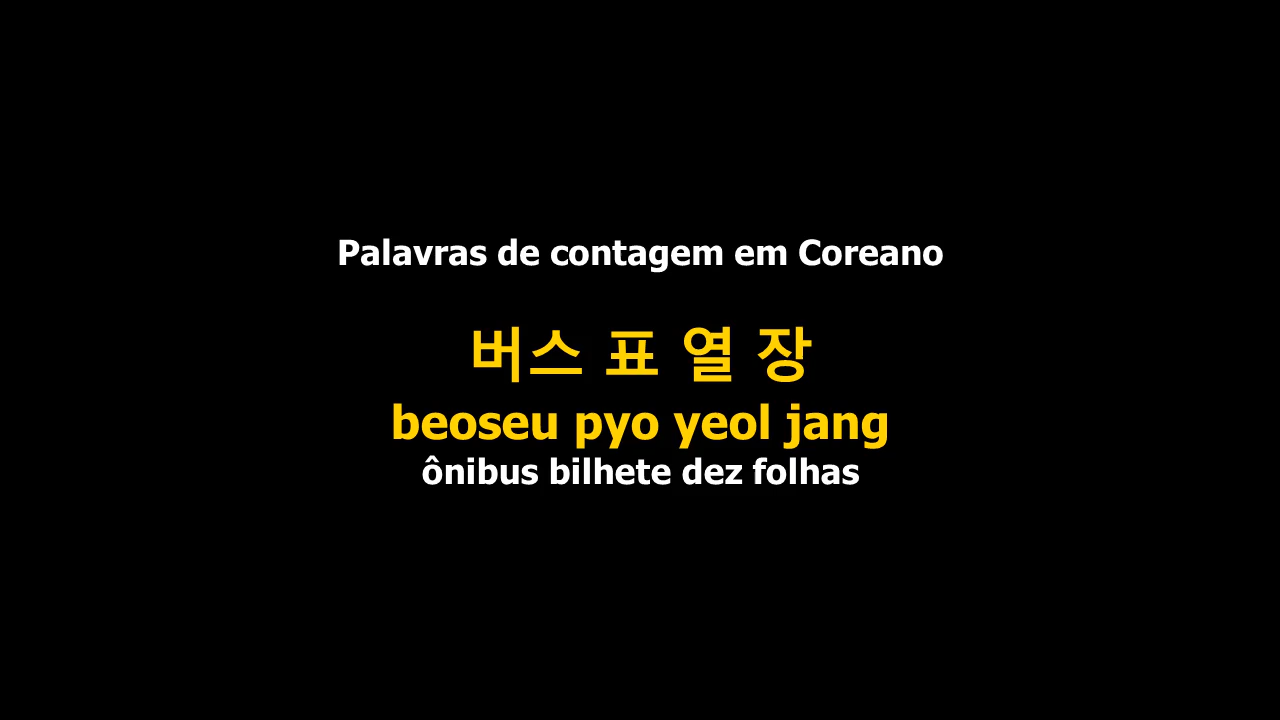 Palavras de contagem em Coreano
버스 표 열 장
beoseu pyo yeol jang
ônibus bilhete dez folhas